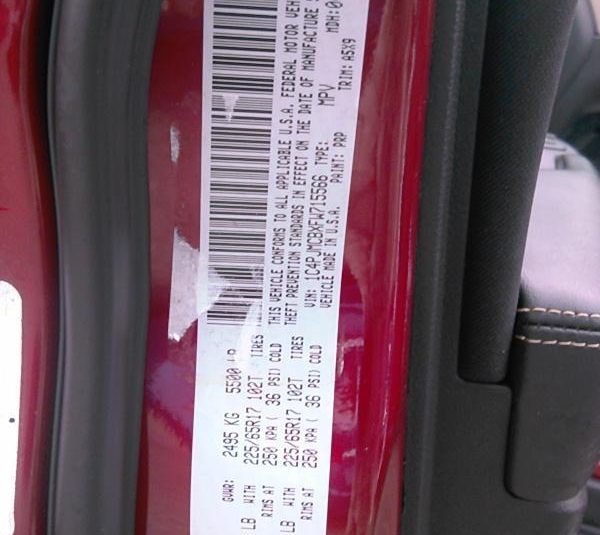 GVWR: 2495 KG 5500 LB
LB WITH 225/65R17 102T TIRES
RIMS AT 250 KPA ( 36 PSI) COLD
LB WITH 225/65R17 102T TIRES
RIMS AT 250 KPA ( 36 PSI) COLD
THIS VEHICLE CONFORMS TO ALL APPLICABLE U.S.A. FEDERAL MOTOR VEH
THEFT PREVENTION STANDARDS IN EFFECT ON THE DATE OF MANUFACTURE S
VIN: 1C4PJMCBXFW715566 TYPE: MPV MDH:0
VEHICLE MADE IN U.S.A. PAINT: PRP TRIM: A5X9